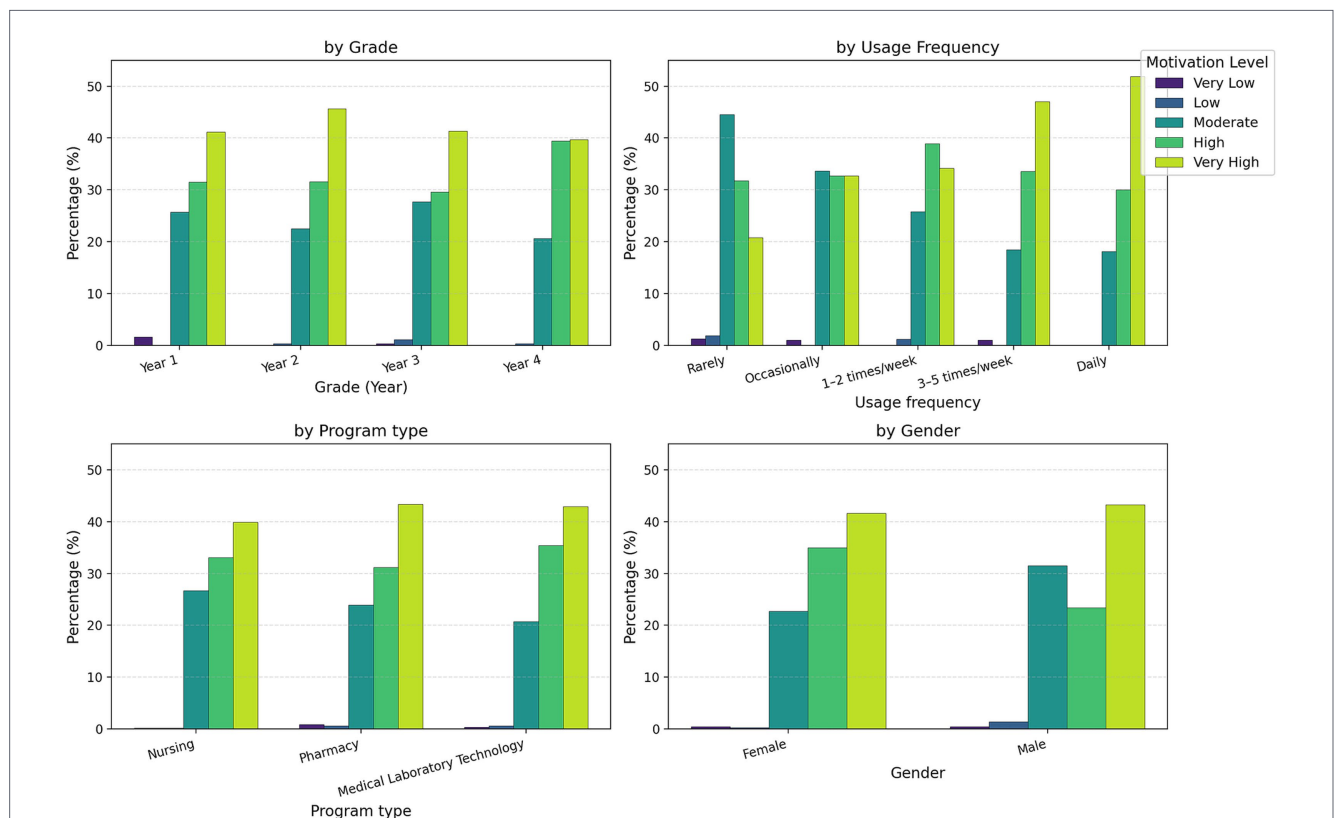 by Grade
Percentage (%)
50
40
30
20
10
0
Year 1
Year 2
Year 3
Year 4
Grade (Year)
by Usage Frequency
Percentage (%)
50
40
30
20
10
0
Rarely
Occasionally
1–2 times/week
3–5 times/week
Daily
Usage frequency
Motivation Level
Very Low
Low
Moderate
High
Very High
by Program type
Percentage (%)
50
40
30
20
10
0
Nursing
Pharmacy
Medical Laboratory Technology
Program type
by Gender
Percentage (%)
50
40
30
20
10
0
Female
Male
Gender